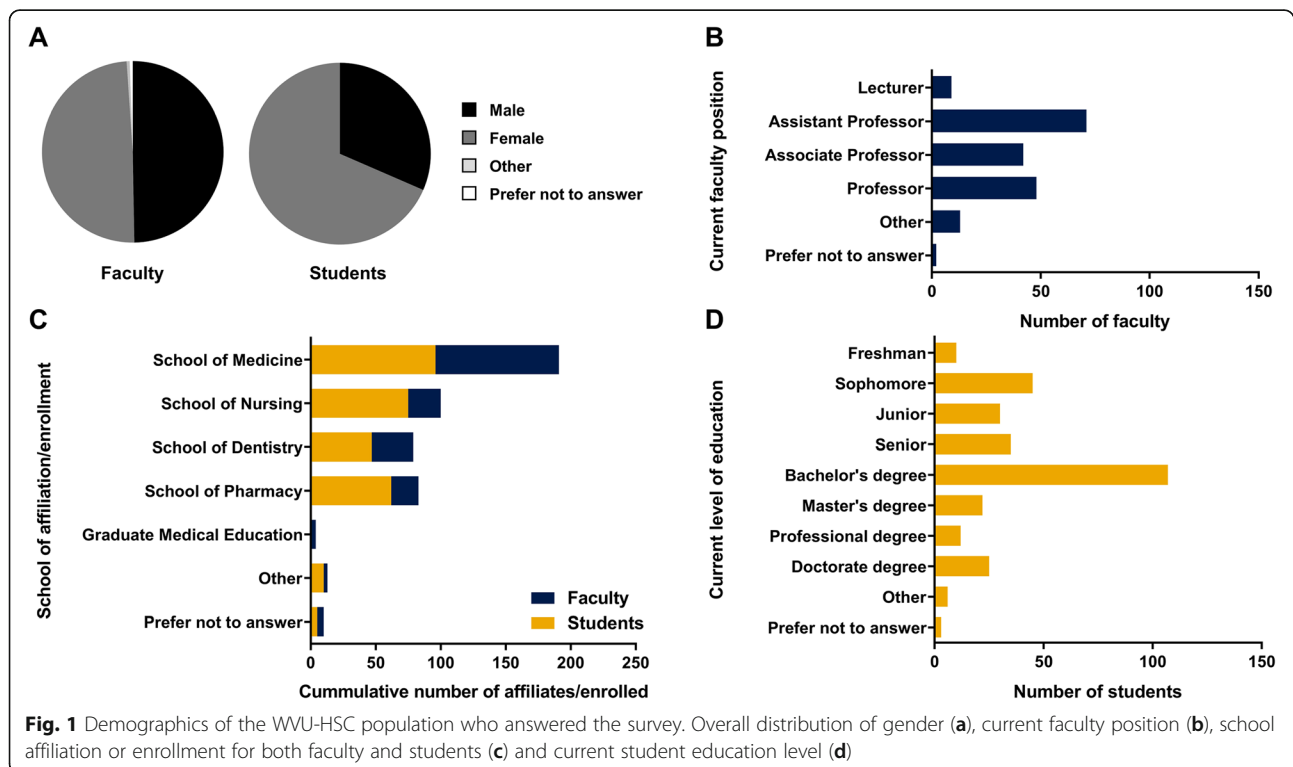 A
Male
Female
Other
Prefer not to answer
Faculty
Students
B
Current faculty position
Lecturer
Assistant Professor
Associate Professor
Professor
Other
Prefer not to answer
0 50 100 150
Number of faculty
C
School of affiliation/enrollment
School of Medicine
School of Nursing
School of Dentistry
School of Pharmacy
Graduate Medical Education
Other
Prefer not to answer
Faculty
Students
0 50 100 150 200 250
Cummulative number of affiliates/enrolled
D
Current level of education
Freshman
Sophomore
Junior
Senior
Bachelor's degree
Master's degree
Professional degree
Doctorate degree
Other
Prefer not to answer
0 50 100 150
Number of students
Fig. 1 Demographics of the WVU-HSC population who answered the survey. Overall distribution of gender (a), current faculty position (b), school
affiliation or enrollment for both faculty and students (c) and current student education level (d)